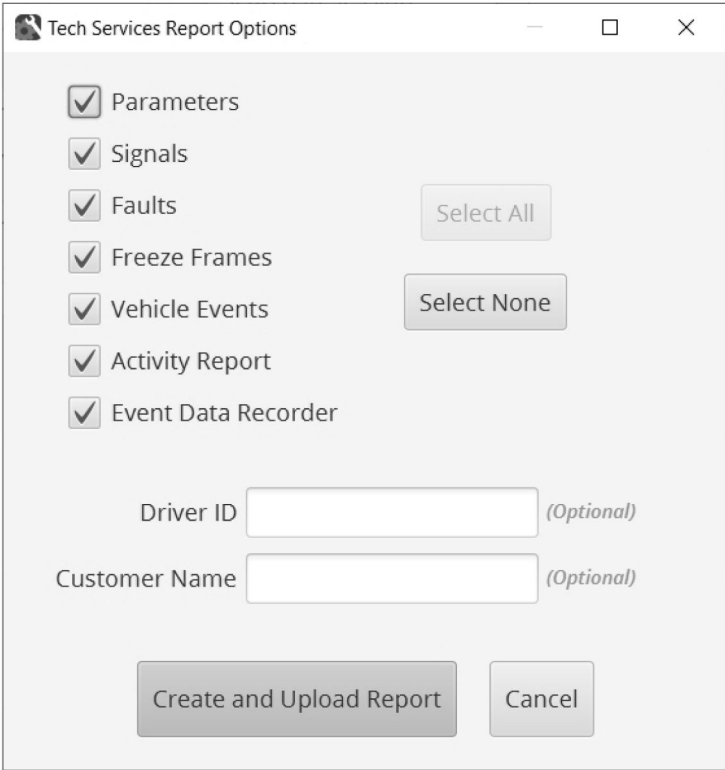 Tech Services Report Options
Parameters
Signals
Faults
Select All
Freeze Frames
Select None
Vehicle Events
Activity Report
Event Data Recorder
Driver ID (Optional)
Customer Name (Optional)
Create and Upload Report Cancel